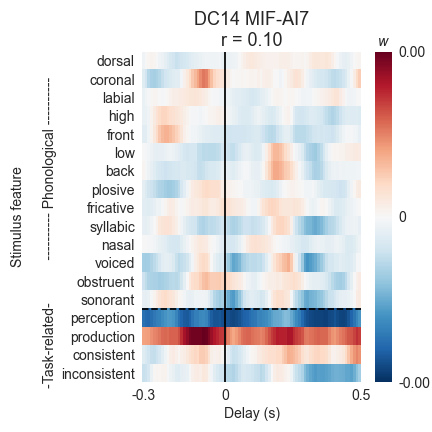 DC14 MIF-AI7
r = 0.10
w
0.00
0
-0.00
Stimulus feature
---------- Phonological ----------
-Task-related-
dorsal
coronal
labial
high
front
low
back
plosive
fricative
syllabic
nasal
voiced
obstruent
sonorant
perception
production
consistent
inconsistent
-0.3
0
0.5
Delay (s)